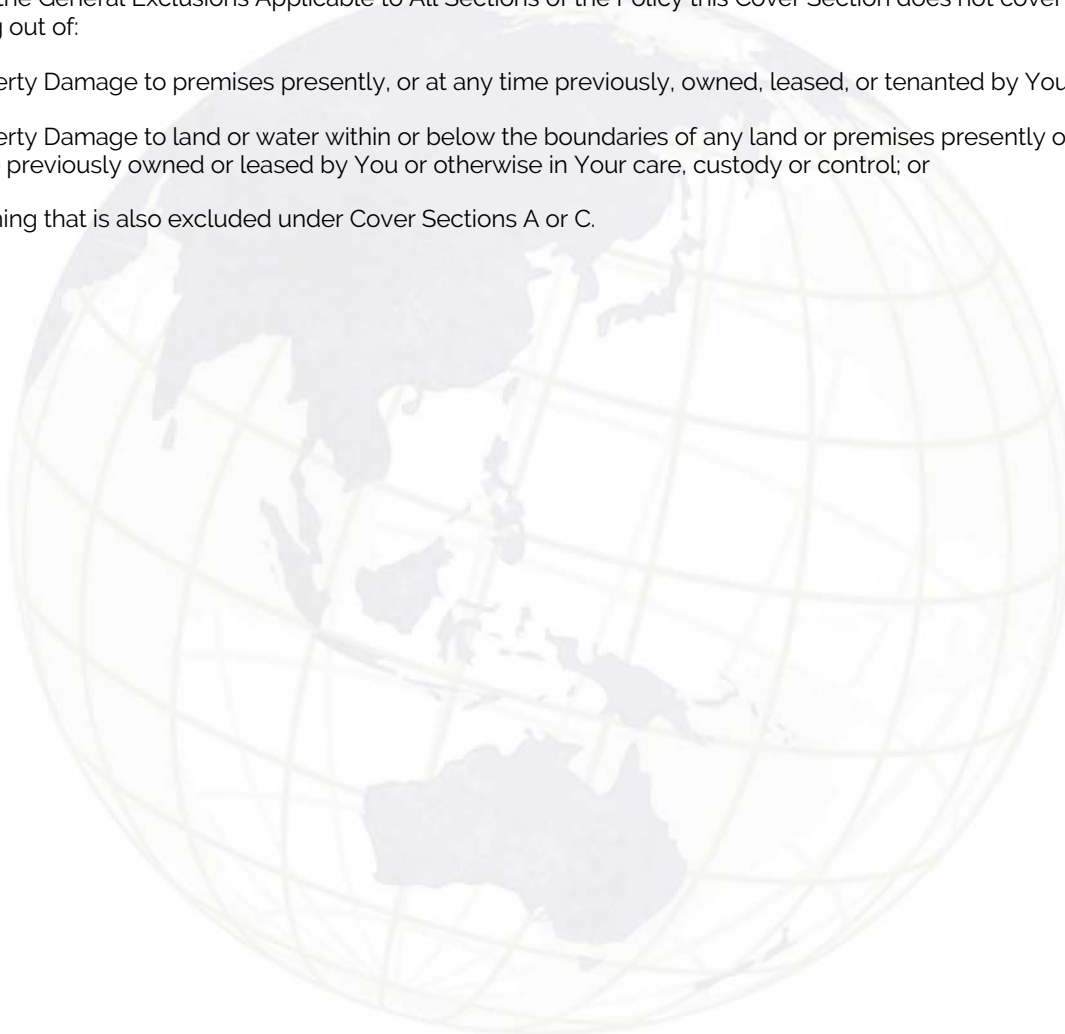 the General Exclusions Applicable to All Sections of the Policy this Cover Section does not cover
out of:
erty Damage to premises presently, or at any time previously, owned, leased, or tenanted by You
erty Damage to land or water within or below the boundaries of any land or premises presently o
previously owned or leased by You or otherwise in Your care, custody or control; or
ning that is also excluded under Cover Sections A or C.